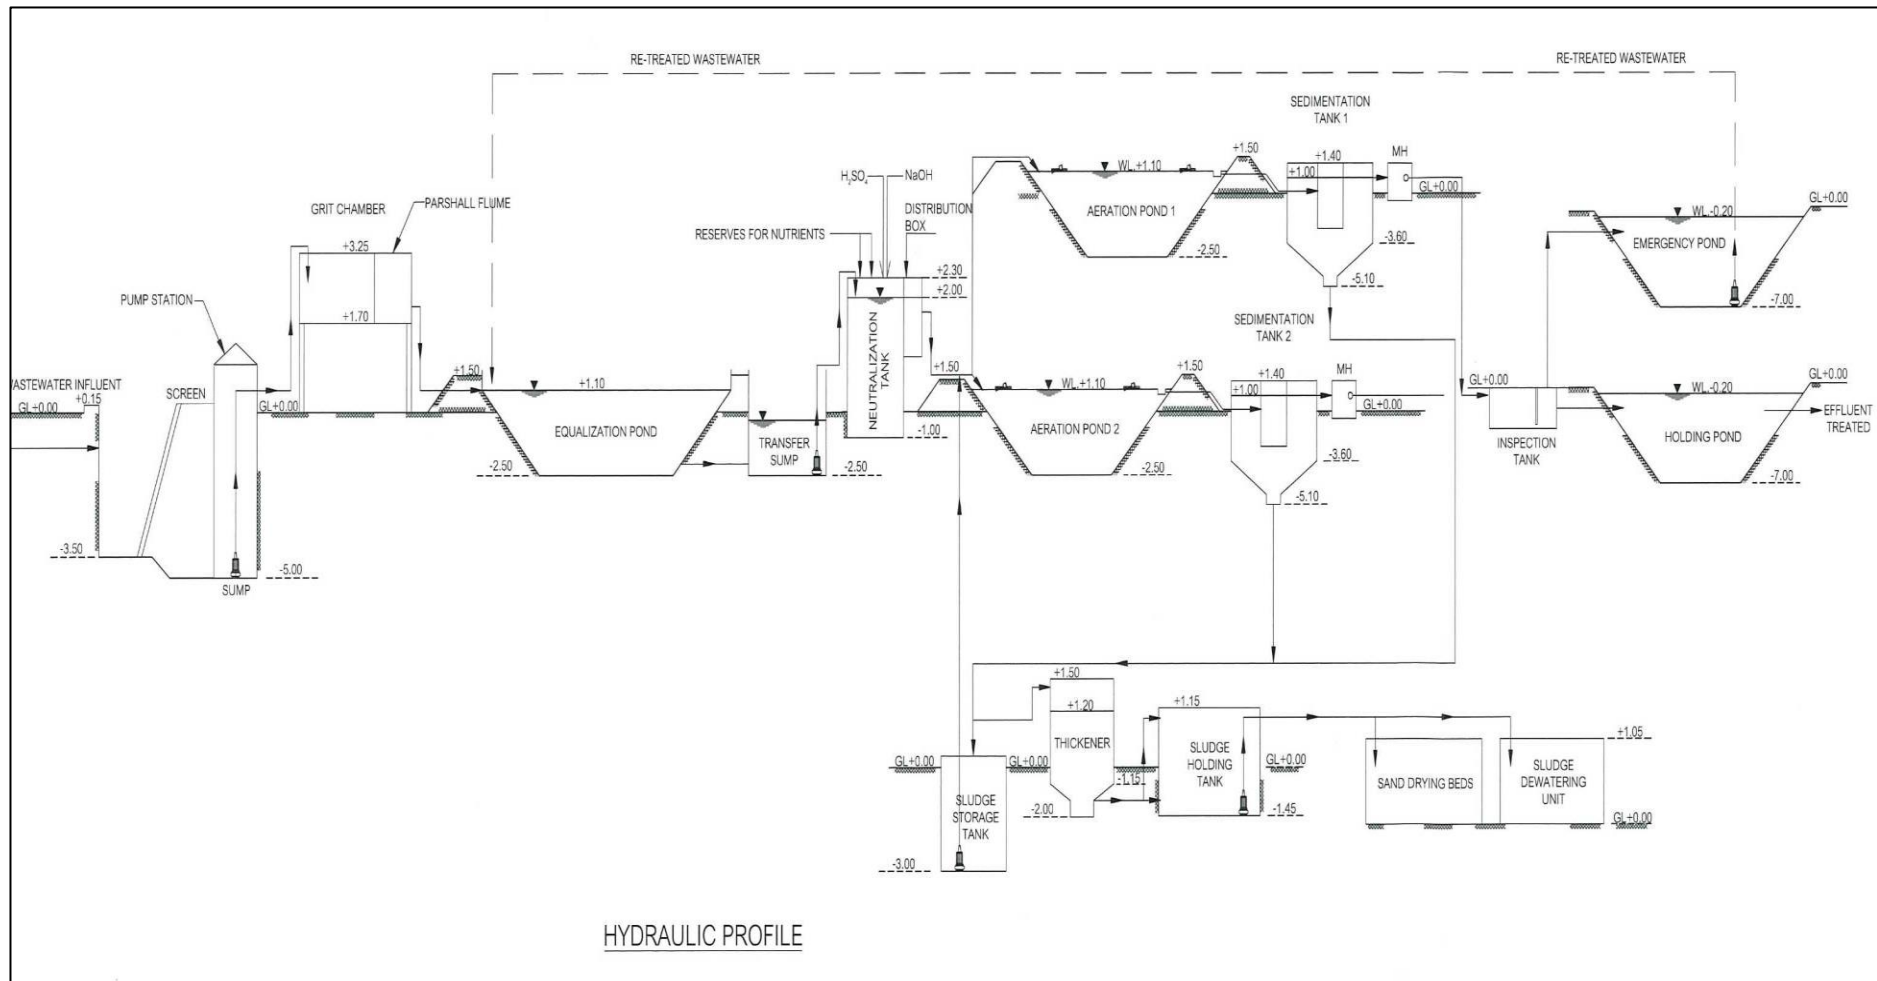 RE-TREATED WASTEWATER
RE-TREATED WASTEWATER
SEDIMENTATION
TANK 1
+1.50
+1.40
MH
WL.+1.10
+1.00
GL+0.00
AERATION POND 1
-2.50
-3.60
-5.10
GL±0.00
WL.-0.20
EMERGENCY POND
-7.00
H2SO4
NaOH
GRIT CHAMBER
PARSHALL FLUME
DISTRIBUTION
BOX
RESERVES FOR NUTRIENTS
+3.25
+2.30
+2.00
PUMP STATION
+1.70
NEUTRALIZATION
TANK
-1.00
SEDIMENTATION
TANK 2
WASTEWATER INFLUENT
+0.15
GL+0.00
SCREEN
GL+0.00
+1.50
+1.10
EQUALIZATION POND
-2.50
TRANSFER
SUMP
-2.50
+1.50
WL.+1.10
AERATION POND 2
-2.50
+1.50
+1.40
+1.00
MH
GL+0.00
-3.60
-5.10
GL±0.00
INSPECTION
TANK
GL±0.00
WL.-0.20
HOLDING POND
EFFLUENT
TREATED
-7.00
-3.50
-5.00
SUMP
+1.50
+1.20
THICKENER
-1.15
-2.00
+1.15
SLUDGE
HOLDING
TANK
GL±0.00
-1.45
GL±0.00
GL±0.00
SLUDGE
STORAGE
TANK
-3.00
SAND DRYING BEDS
+1.05
SLUDGE
DEWATERING
UNIT
GL±0.00
HYDRAULIC PROFILE